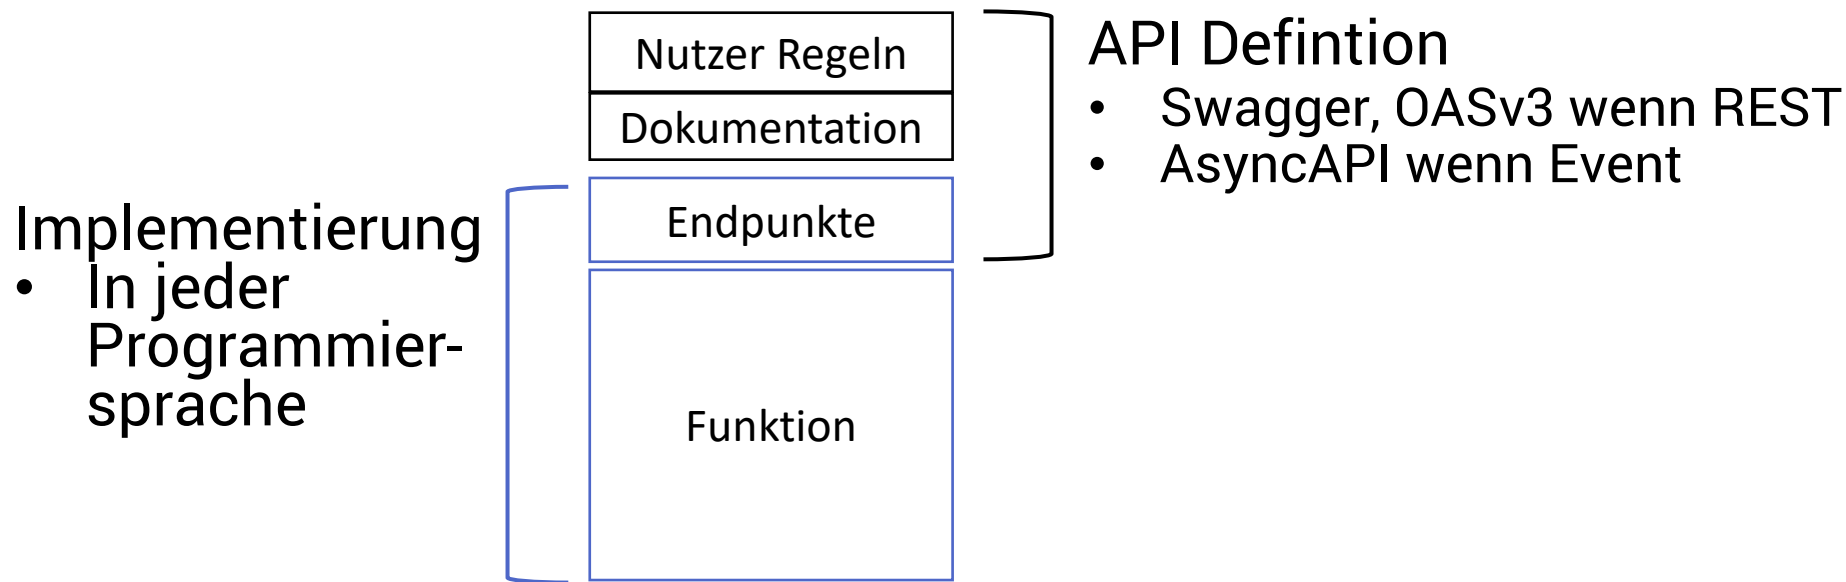 Nutzer Regeln
Dokumentation
Endpunkte
Funktion
API Defintion
• Swagger, OASv3 wenn REST
• AsyncAPI wenn Event
Implementierung
• In jeder
Programmier-
sprache